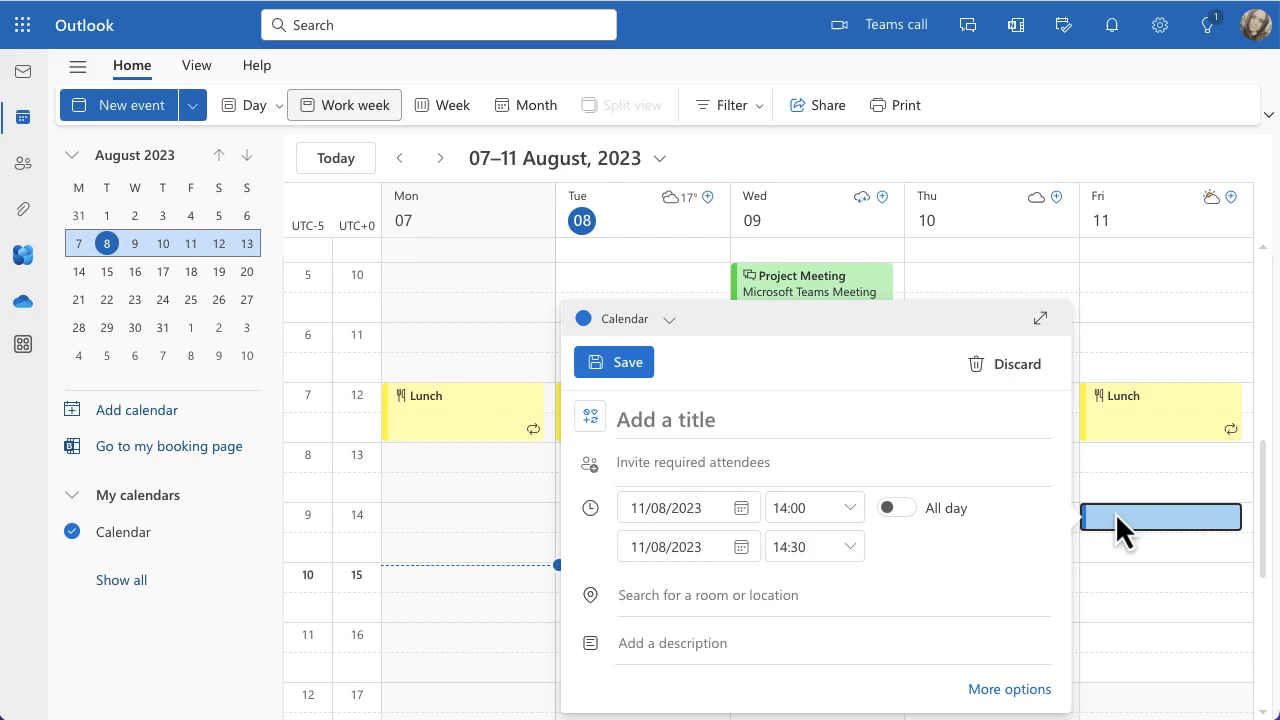 Outlook
Search
Teams call
1
Home View Help
New event Day Work week Week Month Split view Filter Share Print
August 2023
M T W T F S S
31 1 2 3 4 5 6
7 8 9 10 11 12 13
14 15 16 17 18 19 20
21 22 23 24 25 26 27
28 29 30 31 1 2 3
4 5 6 7 8 9 10
Add calendar
Go to my booking page
My calendars
Calendar
Show all
Today 07–11 August, 2023
Mon Tue 17° Wed Thu Fri
UTC-5 UTC+0 07 08 09 10 11
5 10
Project Meeting
Microsoft Teams Meeting
6 11
7 12
Lunch
Lunch
8 13
9 14
10 15
11 16
12 17
Calendar
Save Discard
Add a title
Invite required attendees
11/08/2023 14:00 All day
11/08/2023 14:30
Search for a room or location
Add a description
More options